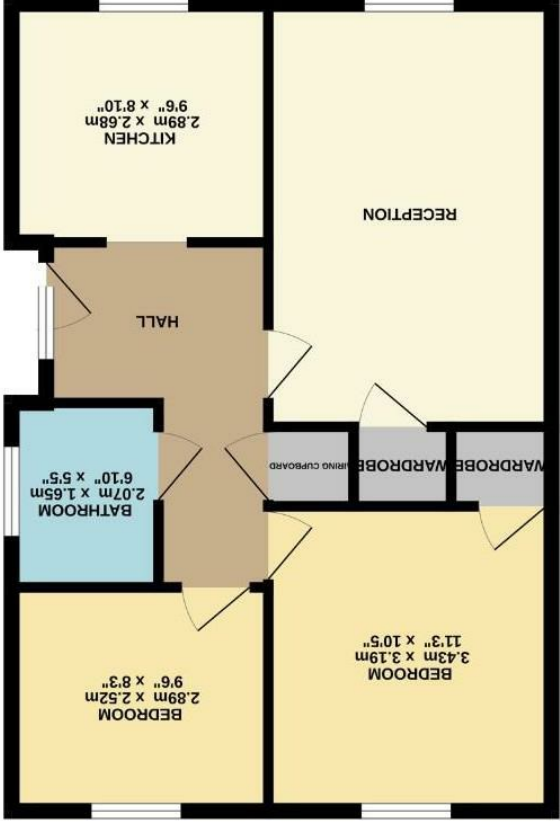 BEDROOM
3.43m x 3.19m
11'3" x 10'5"
BEDROOM
2.89m x 2.52m
9'6" x 8'3"
WARDROBE
WARDROBE
AIRING CUPBOARD
BATHROOM
2.07m x 1.65m
6'10" x 5'5"
HALL
RECEPTION
KITCHEN
2.89m x 2.68m
9'6" x 8'10"